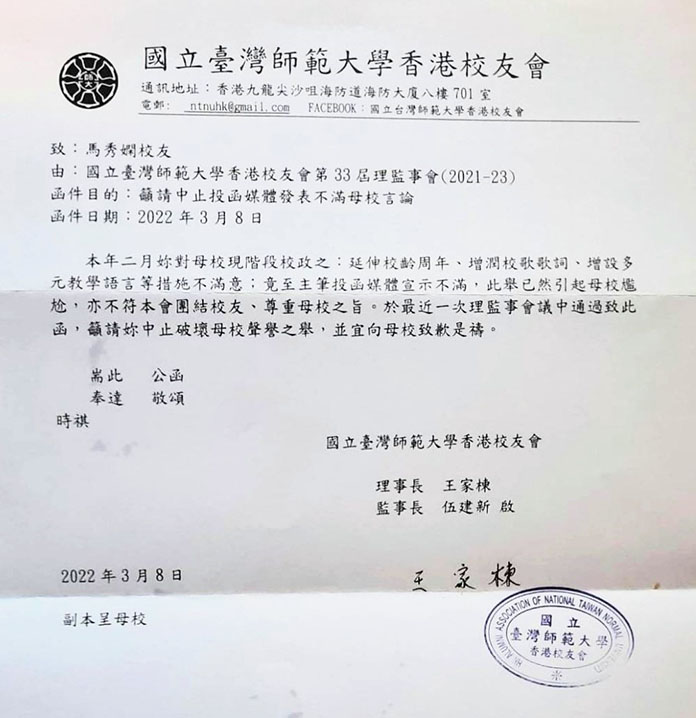 師大
國立臺灣師範大學香港校友會
通訊地址：香港九龍尖沙咀海防道海防大廈八樓 701 室
電郵： ntnuhk@gmail.com FACEBOOK：國立台灣師範大學香港校友會
致：馬秀嫻校友
由：國立臺灣師範大學香港校友會第 33 屆理監事會(2021-23)
函件目的：籲請中止投函媒體發表不滿母校言論
函件日期：2022 年 3 月 8 日
本年二月妳對母校現階段校政之：延伸校齡周年、增潤校歌歌詞、增設多
元教學語言等措施不滿意；竟至主筆投函媒體宣示不滿，此舉已然引起母校尷
尬，亦不符本會團結校友、尊重母校之旨。於最近一次理監事會議中通過致此
函，籲請妳中止破壞母校聲譽之舉，並宜向母校致歉是禱。
耑此 公函
奉達 敬頌
時祺
國立臺灣師範大學香港校友會
理事長 王家棟
監事長 伍建新 啟
2022 年 3 月 8 日
王家棟
副本呈母校
HK ALUMNI ASSOCIATION OF NATIONAL TAIWAN NORMAL
國立
臺灣師範大學
香港校友會